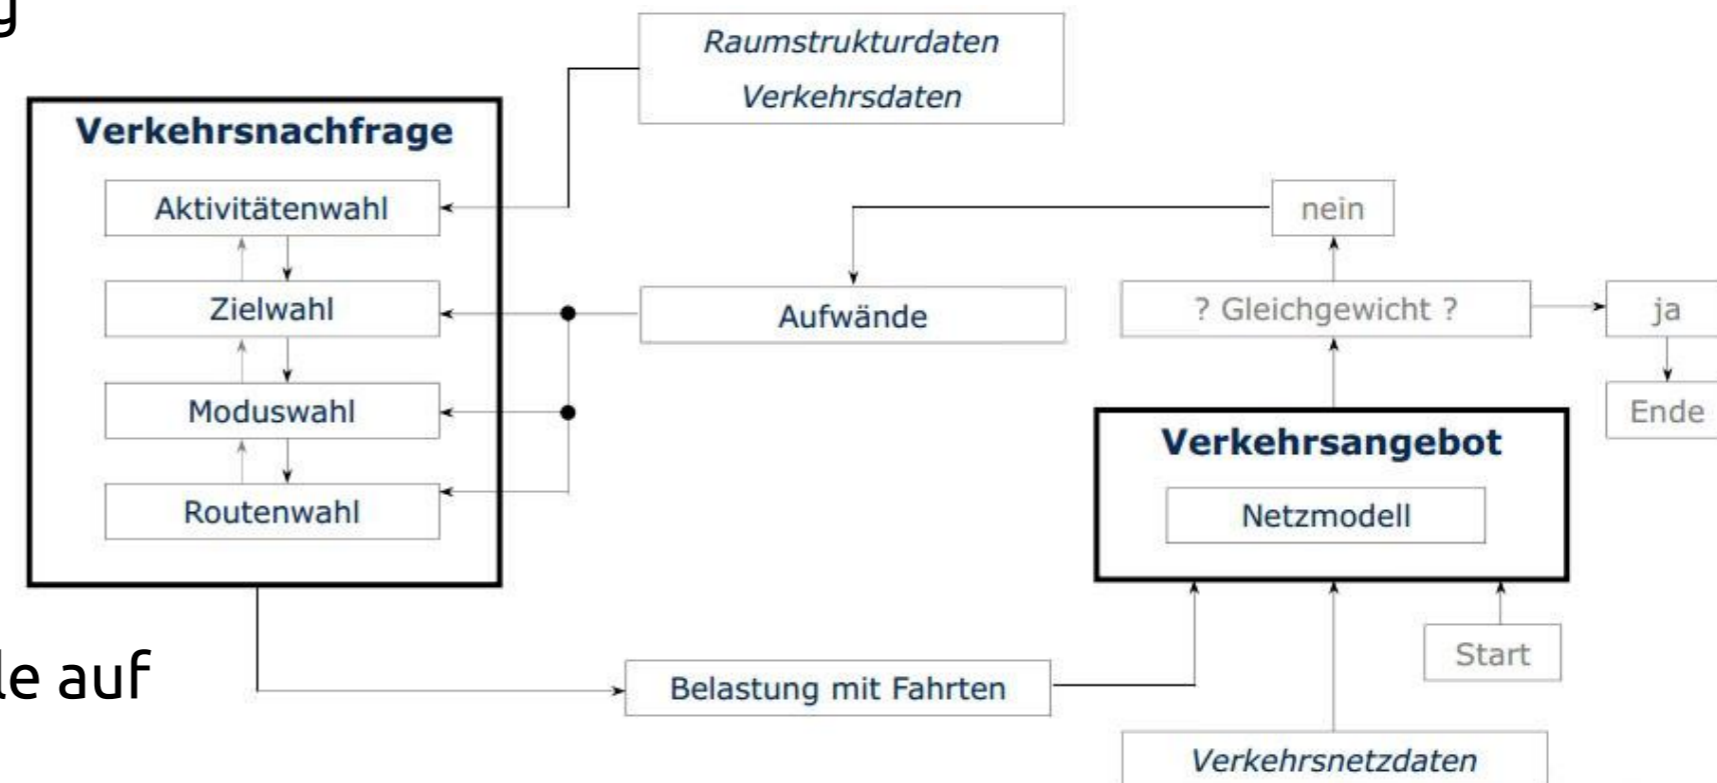 Raumstrukturdaten
Verkehrsdaten
Verkehrsnachfrage
Aktivitätenwahl
Zielwahl
Moduswahl
Routenwahl
Aufwände
nein
? Gleichgewicht ?
ja
Ende
Verkehrsangebot
Netzmodell
Start
le auf
Belastung mit Fahrten
Verkehrsnetzdaten